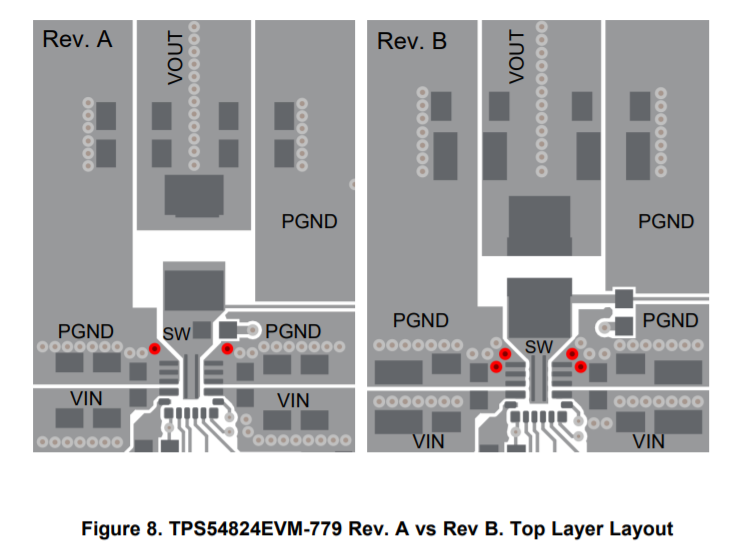 Rev. A
VOUT
PGND
PGND
SW
PGND
VIN
VIN
Rev. B
VOUT
PGND
PGND
PGND
SW
VIN
VIN
Figure 8. TPS54824EVM-779 Rev. A vs Rev B. Top Layer Layout